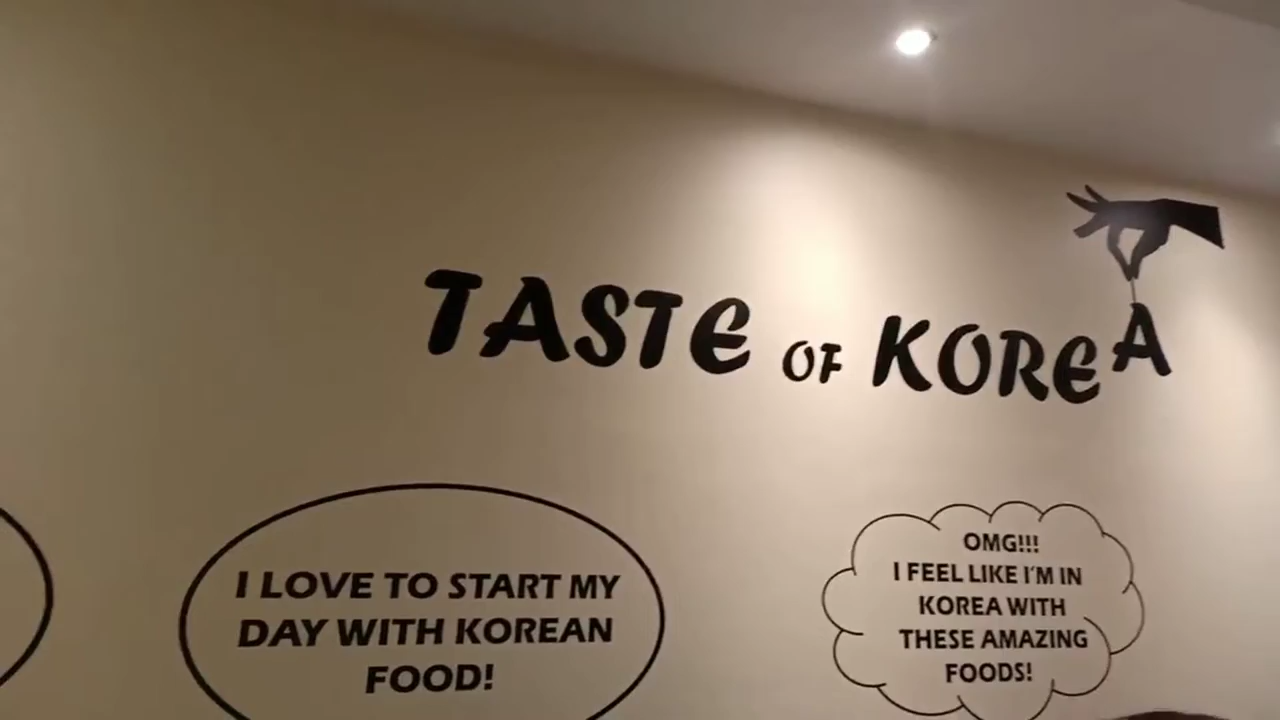 TASTE OF KOREA
I LOVE TO START MY
DAY WITH KOREAN
FOOD!
OMG!!!
I FEEL LIKE I'M IN
KOREA WITH
THESE AMAZING
FOODS!